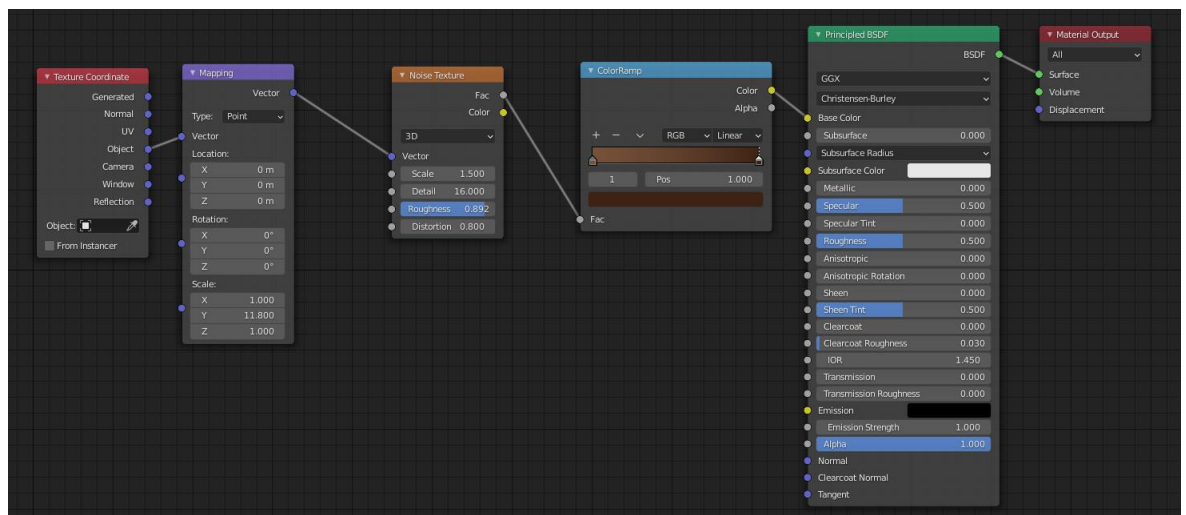 Texture Coordinate
Generated
Normal
UV
Object
Camera
Window
Reflection
Object:
From Instancer
Mapping
Vector
Type: Point
Vector
Location:
X 0 m
Y 0 m
Z 0 m
Rotation:
X 0°
Y 0°
Z 0°
Scale:
X 1.000
Y 11.800
Z 1.000
Noise Texture
Fac
Color
3D
Vector
Scale 1.500
Detail 16.000
Roughness 0.892
Distortion 0.800
ColorRamp
Color
Alpha
+ − RGB Linear
1 Pos 1.000
Fac
Principled BSDF
BSDF
GGX
Christensen-Burley
Base Color
Subsurface 0.000
Subsurface Radius
Subsurface Color
Metallic 0.000
Specular 0.500
Specular Tint 0.000
Roughness 0.500
Anisotropic 0.000
Anisotropic Rotation 0.000
Sheen 0.000
Sheen Tint 0.500
Clearcoat 0.000
Clearcoat Roughness 0.030
IOR 1.450
Transmission 0.000
Transmission Roughness 0.000
Emission
Emission Strength 1.000
Alpha 1.000
Normal
Clearcoat Normal
Tangent
Material Output
All
Surface
Volume
Displacement